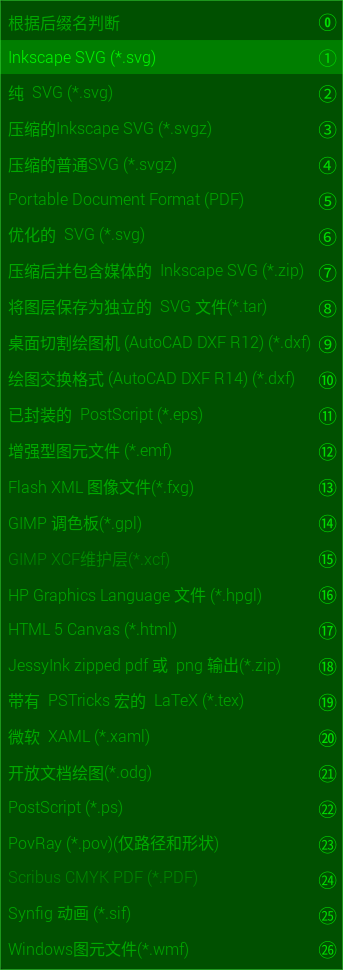 根据后缀名判断 ⓪
Inkscape SVG (*.svg) ①
纯 SVG (*.svg) ②
压缩的Inkscape SVG (*.svgz) ③
压缩的普通SVG (*.svgz) ④
Portable Document Format (PDF) ⑤
优化的 SVG (*.svg) ⑥
压缩后并包含媒体的 Inkscape SVG (*.zip) ⑦
将图层保存为独立的 SVG 文件(*.tar) ⑧
桌面切割绘图机 (AutoCAD DXF R12) (*.dxf) ⑨
绘图交换格式 (AutoCAD DXF R14) (*.dxf) ⑩
已封装的 PostScript (*.eps) ⑪
增强型图元文件 (*.emf) ⑫
Flash XML 图像文件(*.fxg) ⑬
GIMP 调色板(*.gpl) ⑭
GIMP XCF维护层(*.xcf) ⑮
HP Graphics Language 文件 (*.hpgl) ⑯
HTML 5 Canvas (*.html) ⑰
JessyInk zipped pdf 或 png 输出(*.zip) ⑱
带有 PSTricks 宏的 LaTeX (*.tex) ⑲
微软 XAML (*.xaml) ⑳
开放文档绘图(*.odg) ㉑
PostScript (*.ps) ㉒
PovRay (*.pov)(仅路径和形状) ㉓
Scribus CMYK PDF (*.PDF) ㉔
Synfig 动画 (*.sif) ㉕
Windows图元文件(*.wmf) ㉖